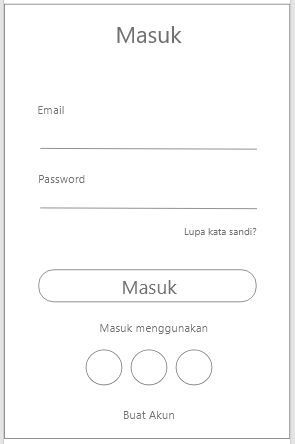 Masuk
Email
Password
Lupa kata sandi?
Masuk
Masuk menggunakan
Buat Akun